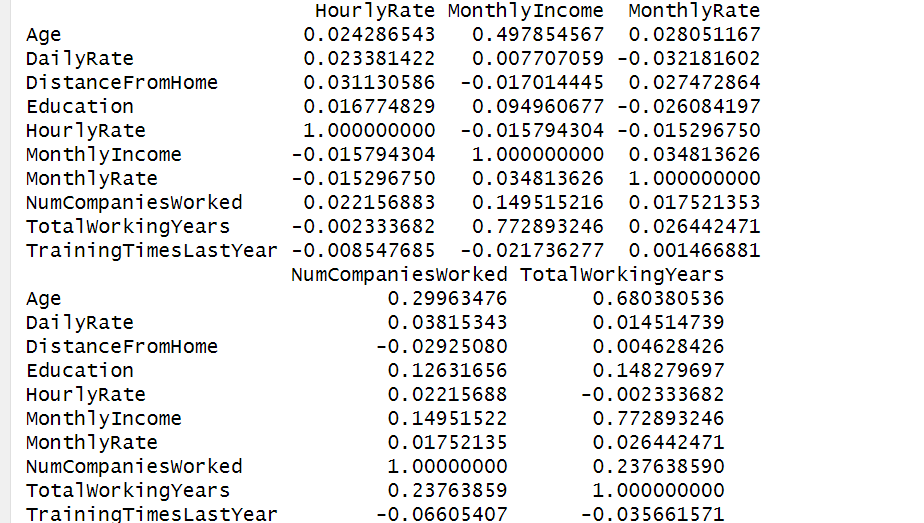 HourlyRate MonthlyIncome MonthlyRate
Age 0.024286543 0.497854567 0.028051167
DailyRate 0.023381422 0.007707059 -0.032181602
DistanceFromHome 0.031130586 -0.017014445 0.027472864
Education 0.016774829 0.094960677 -0.026084197
HourlyRate 1.000000000 -0.015794304 -0.015296750
MonthlyIncome -0.015794304 1.000000000 0.034813626
MonthlyRate -0.015296750 0.034813626 1.000000000
NumCompaniesWorked 0.022156883 0.149515216 0.017521353
TotalWorkingYears -0.002333682 0.772893246 0.026442471
TrainingTimesLastYear -0.008547685 -0.021736277 0.001466881
NumCompaniesWorked TotalWorkingYears
Age 0.29963476 0.680380536
DailyRate 0.03815343 0.014514739
DistanceFromHome -0.02925080 0.004628426
Education 0.12631656 0.148279697
HourlyRate 0.02215688 -0.002333682
MonthlyIncome 0.14951522 0.772893246
MonthlyRate 0.01752135 0.026442471
NumCompaniesWorked 1.00000000 0.237638590
TotalWorkingYears 0.23763859 1.000000000
TrainingTimesLastYear -0.06605407 -0.035661571